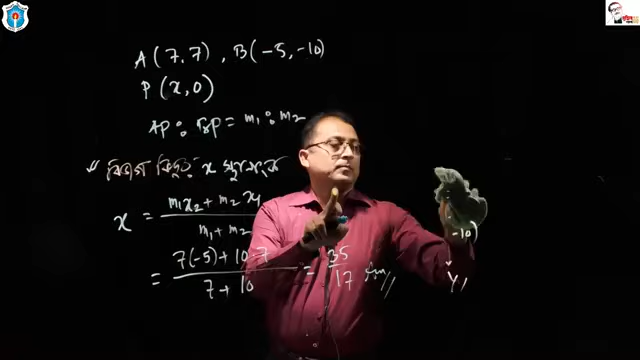 A(7,7), B(-5,-10)
P(x,0)
AP : BP = m₁ : m₂
বিভাগ বিন্দুর x স্থানাংক
x = m₁x₂ + m₂x₁ / m₁ + m₂
= 7(-5) + 10·7 / 7 + 10 = 35 / 17
-10)
Y₁